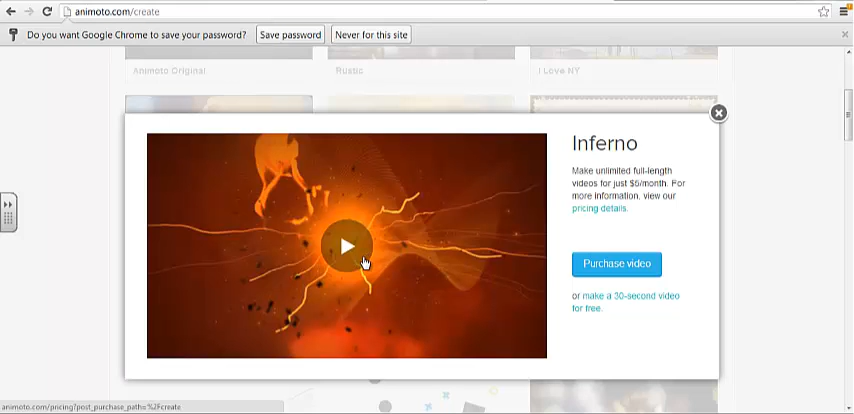 animoto.com/create
Do you want Google Chrome to save your password? Save password Never for this site
Animoto Original Rustic I Love NY
Inferno
Make unlimited full-length
videos for just $5/month. For
more information, view our
pricing details.
Purchase video
or make a 30-second video
for free.
animoto.com/pricing?post_purchase_path=%2Fcreate